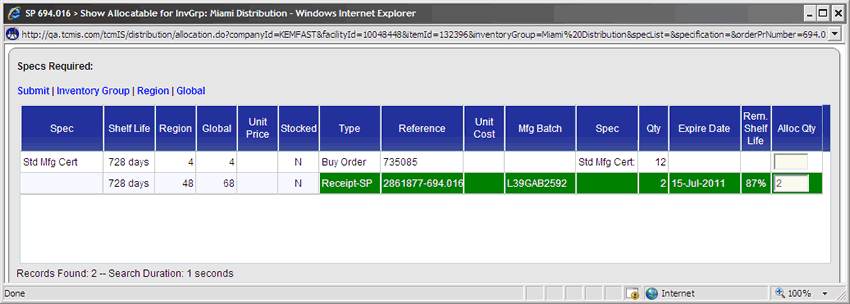 SP 694.016 > Show Allocatable for InvGrp: Miami Distribution - Windows Internet Explorer
http://qa.tcmis.com/tcmIS/distribution/allocation.do?companyId=KEMFAST&facilityId=10048448&itemId=132396&inventoryGroup=Miami%20Distribution&specList=&specification=&orderPrNumber=694.0
Specs Required:
Submit | Inventory Group | Region | Global
Spec Shelf Life Region Global Unit Price Stocked Type Reference Unit Cost Mfg Batch Spec Qty Expire Date Rem. Shelf Life Alloc Qty
Std Mfg Cert 728 days 4 4 N Buy Order 735085 Std Mfg Cert: 12
728 days 48 68 N Receipt-SP 2861877-694.016 L39GAB2592 2 15-Jul-2011 87% 2
Records Found: 2 -- Search Duration: 1 seconds
Done Internet 100%